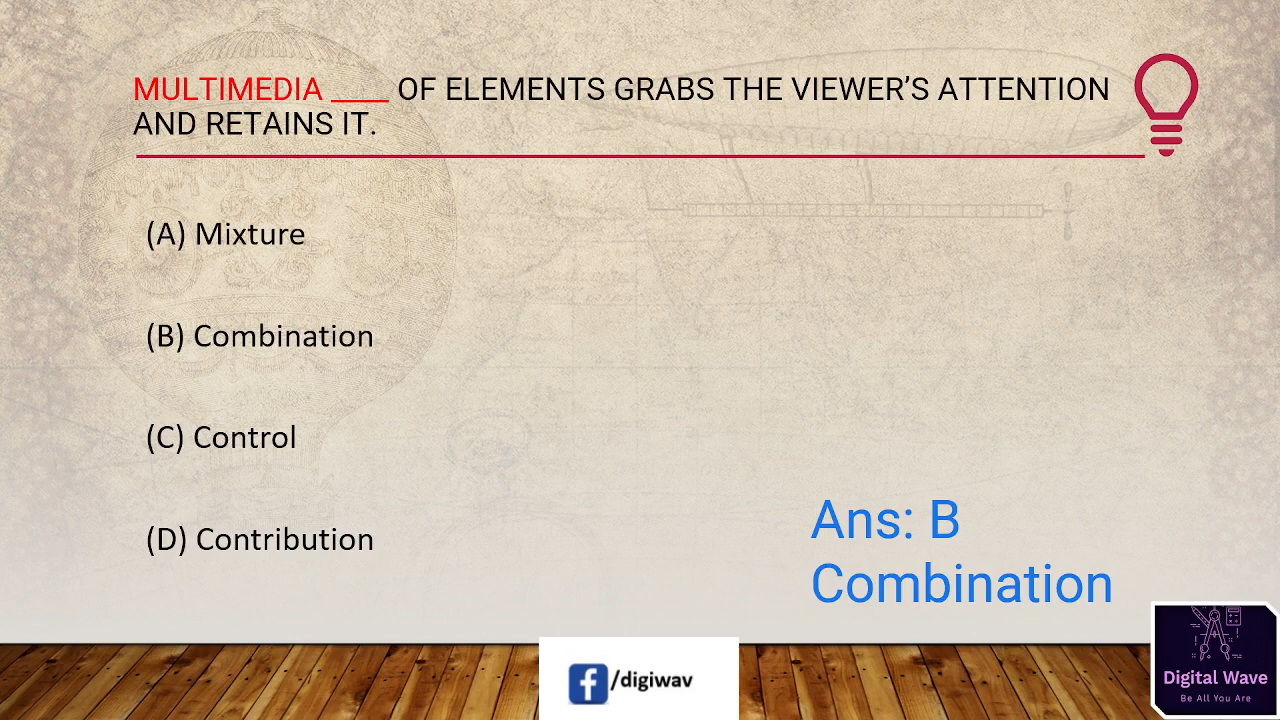 MULTIMEDIA ____ OF ELEMENTS GRABS THE VIEWER’S ATTENTION
AND RETAINS IT.
(A) Mixture
(B) Combination
(C) Control
(D) Contribution
Ans: B
Combination
f/digiwav
Digital Wave
Be All You Are